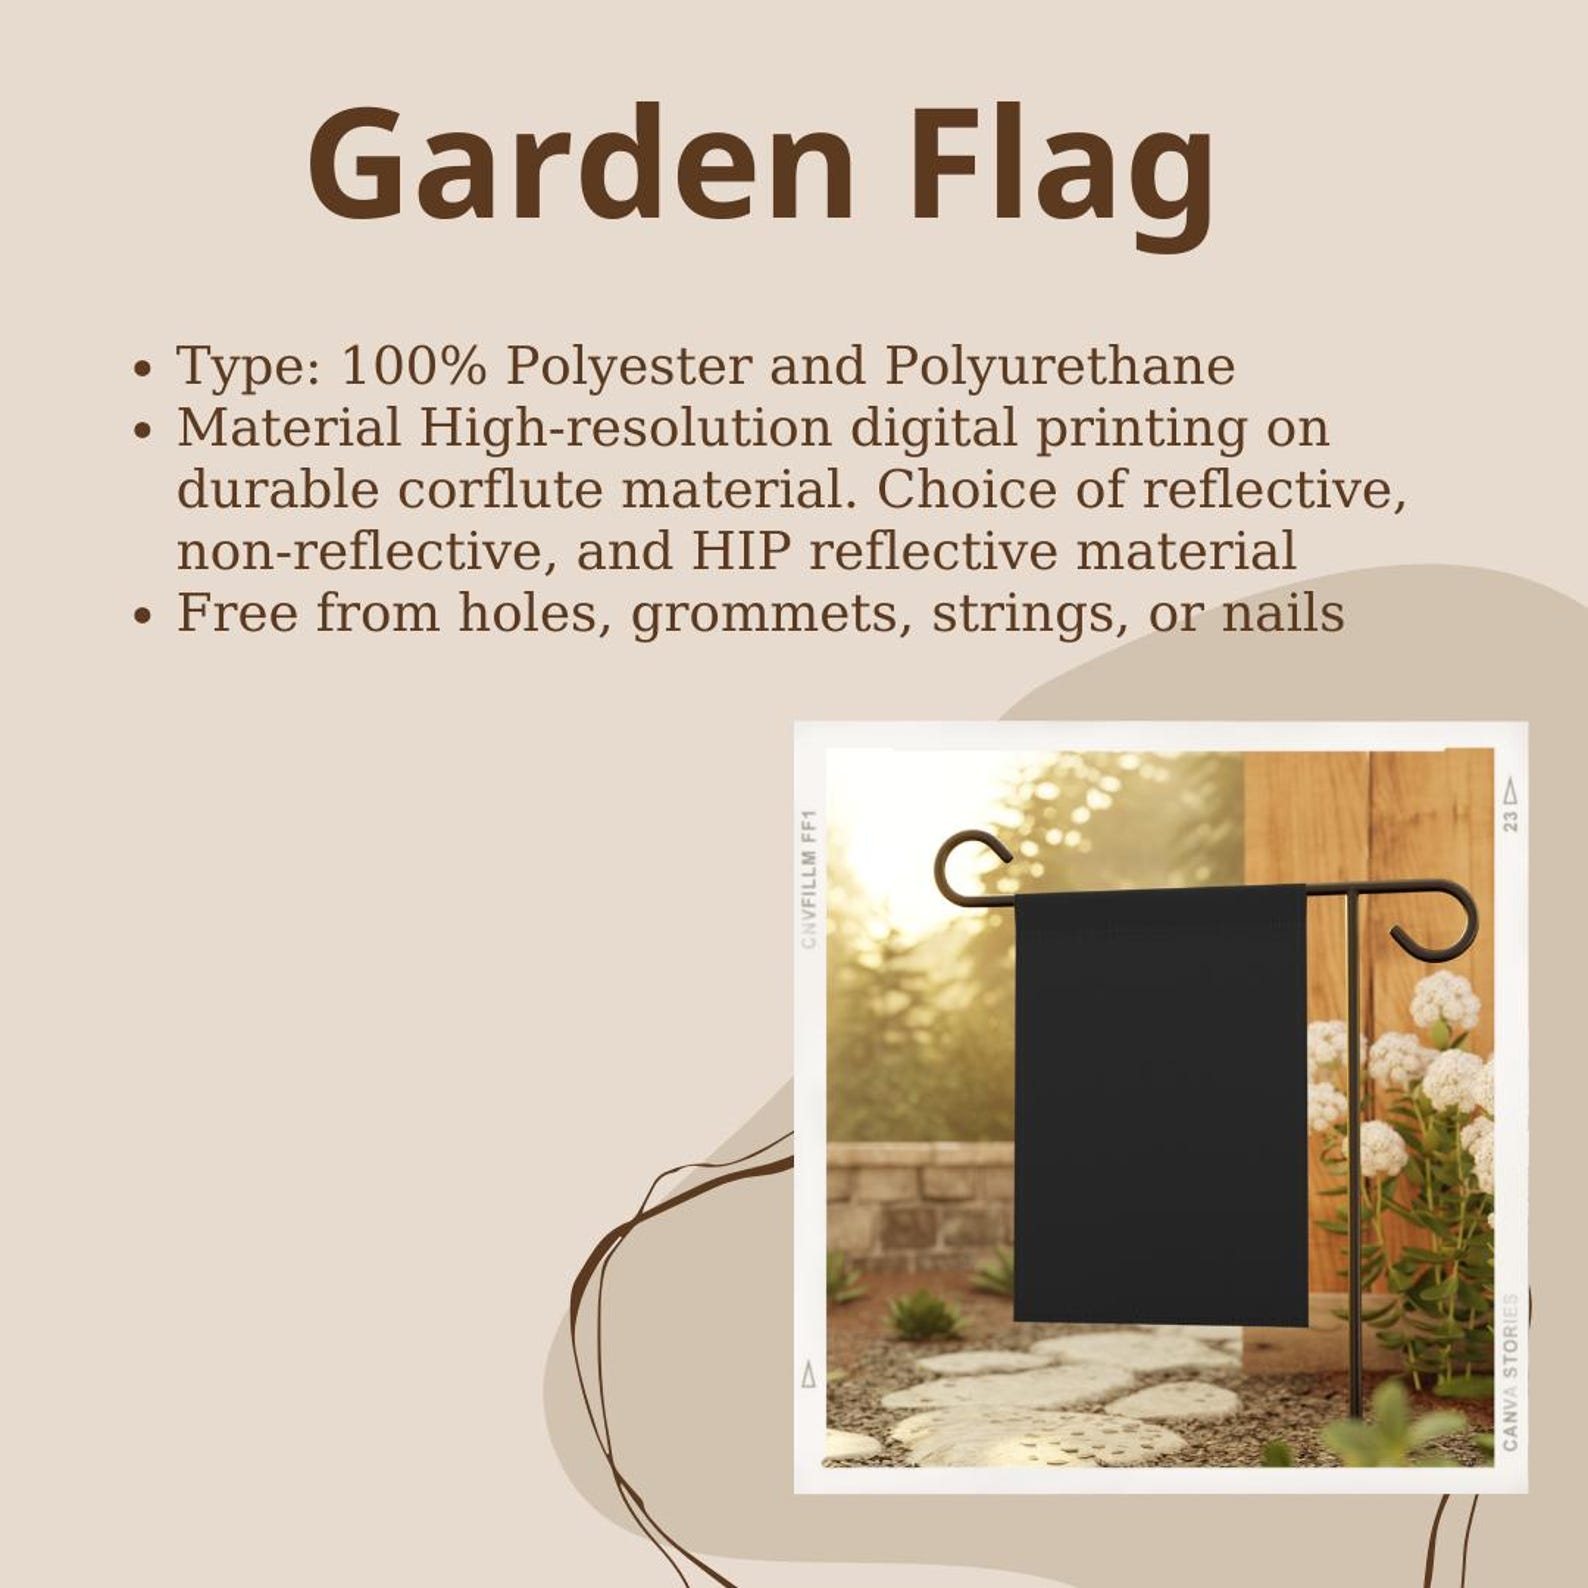 Garden Flag
• Type: 100% Polyester and Polyurethane
• Material High-resolution digital printing on
durable corflute material. Choice of reflective,
non-reflective, and HIP reflective material
• Free from holes, grommets, strings, or nails
CNVFILLM FF1
23
CANVA STORIES